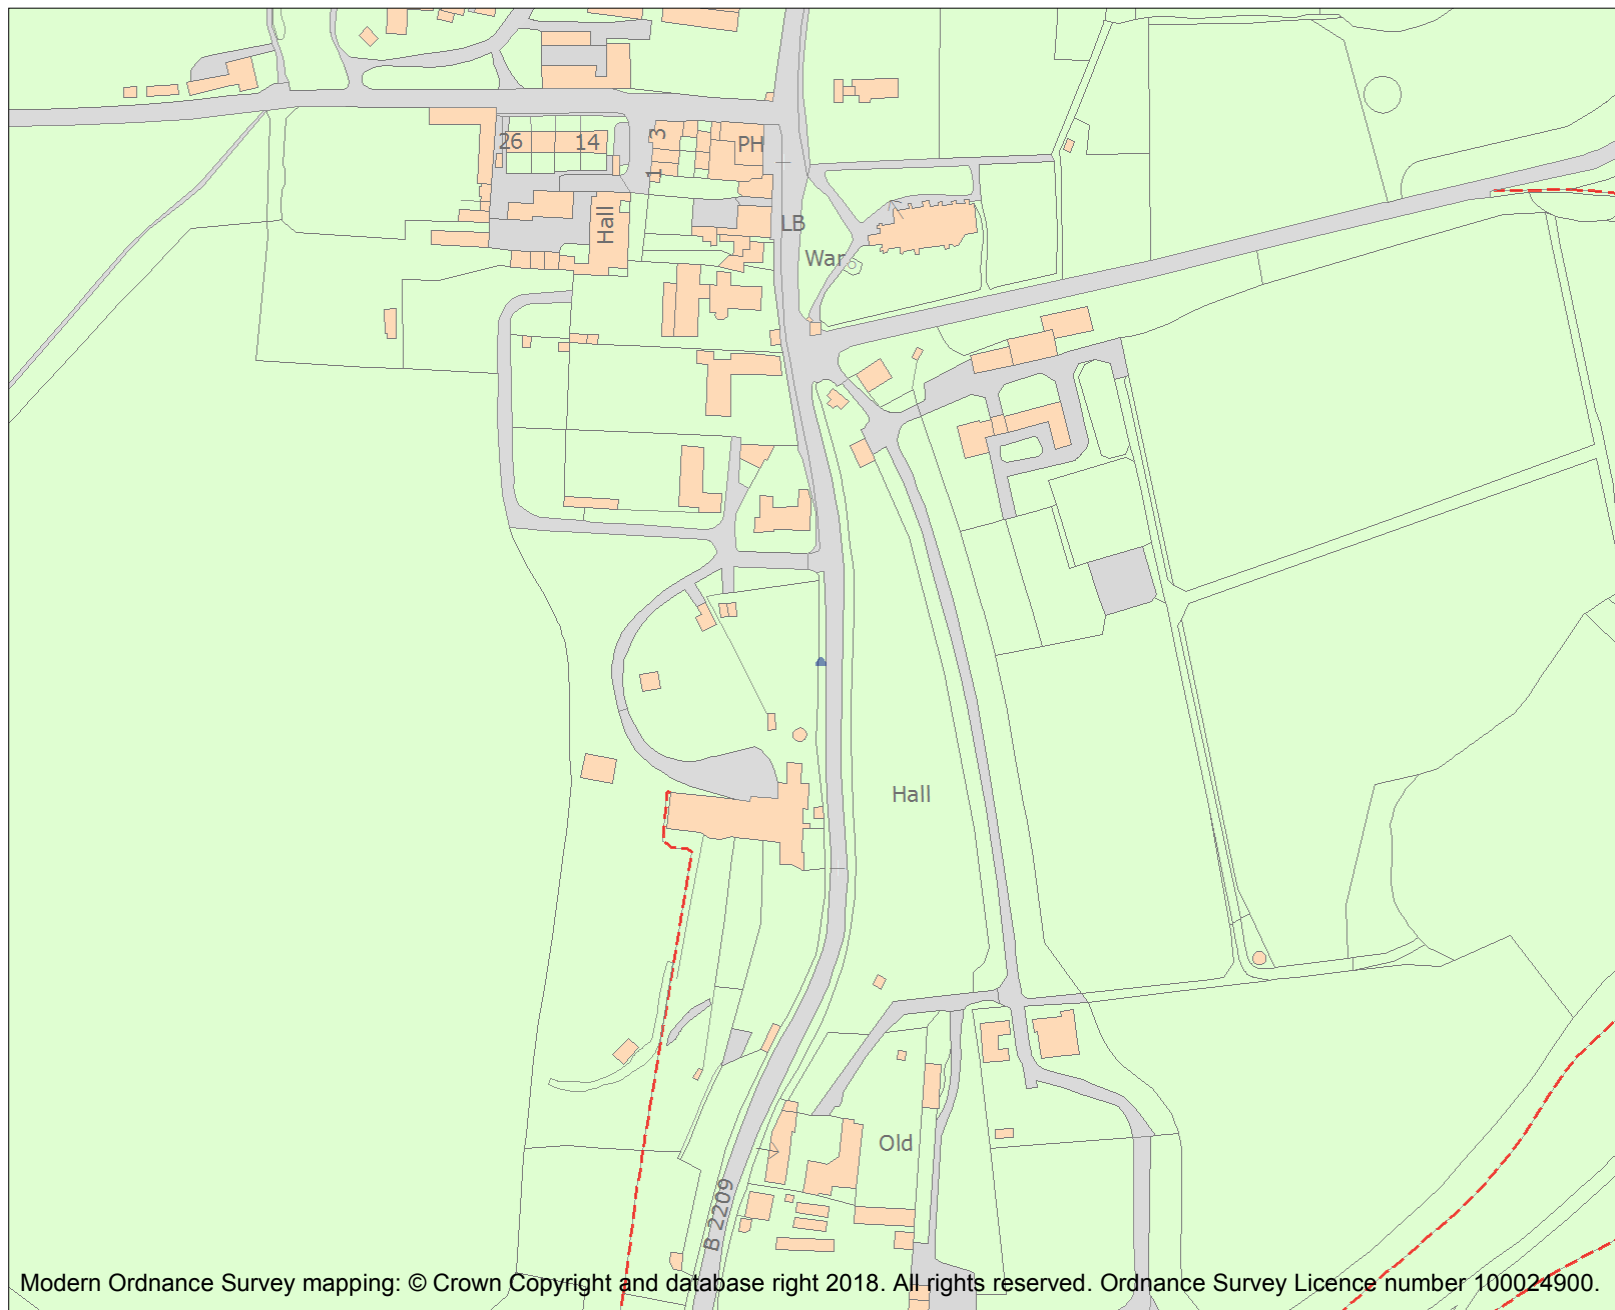 26
14
3
1
PH
Hall
LB
War
Hall
Old
B 2209
Modern Ordnance Survey mapping: © Crown Copyright and database right 2018. All rights reserved. Ordnance Survey Licence number 100024900.